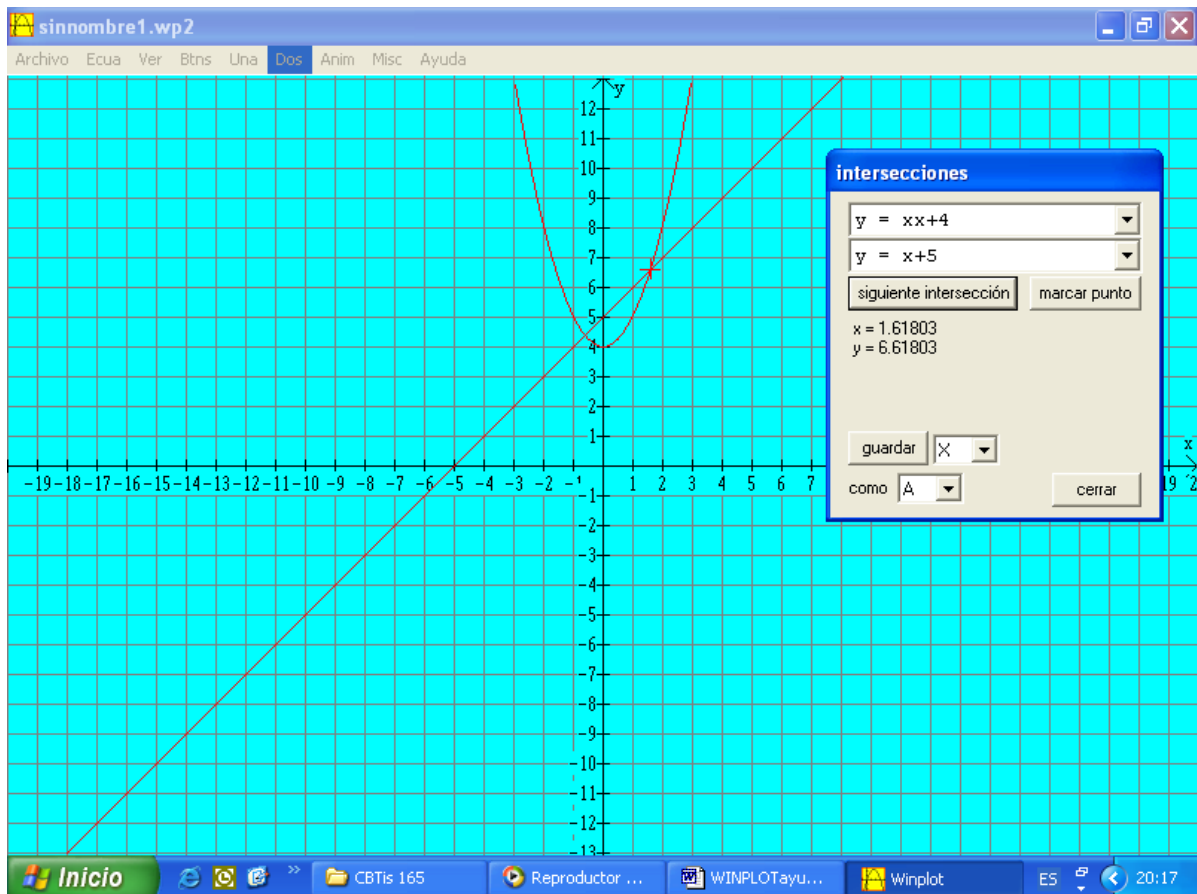 sinnombre1.wp2
Archivo Ecua Ver Btns Una Dos Anim Misc Ayuda
y
12
11
10
9
8
7
6
5
4
3
2
1
x
-19 -18 -17 -16 -15 -14 -13 -12 -11 -10 -9 -8 -7 -6 -5 -4 -3 -2 -1 1 2 3 4 5 6 7 19 2
-1
-2
-3
-4
-5
-6
-7
-8
-9
-10
-11
-12
-13
intersecciones
y = xx+4
y = x+5
siguiente intersección marcar punto
x = 1.61803
y = 6.61803
guardar X
como A cerrar
Inicio » CBTis 165 Reproductor ... WINPLOTayu... Winplot ES 20:17